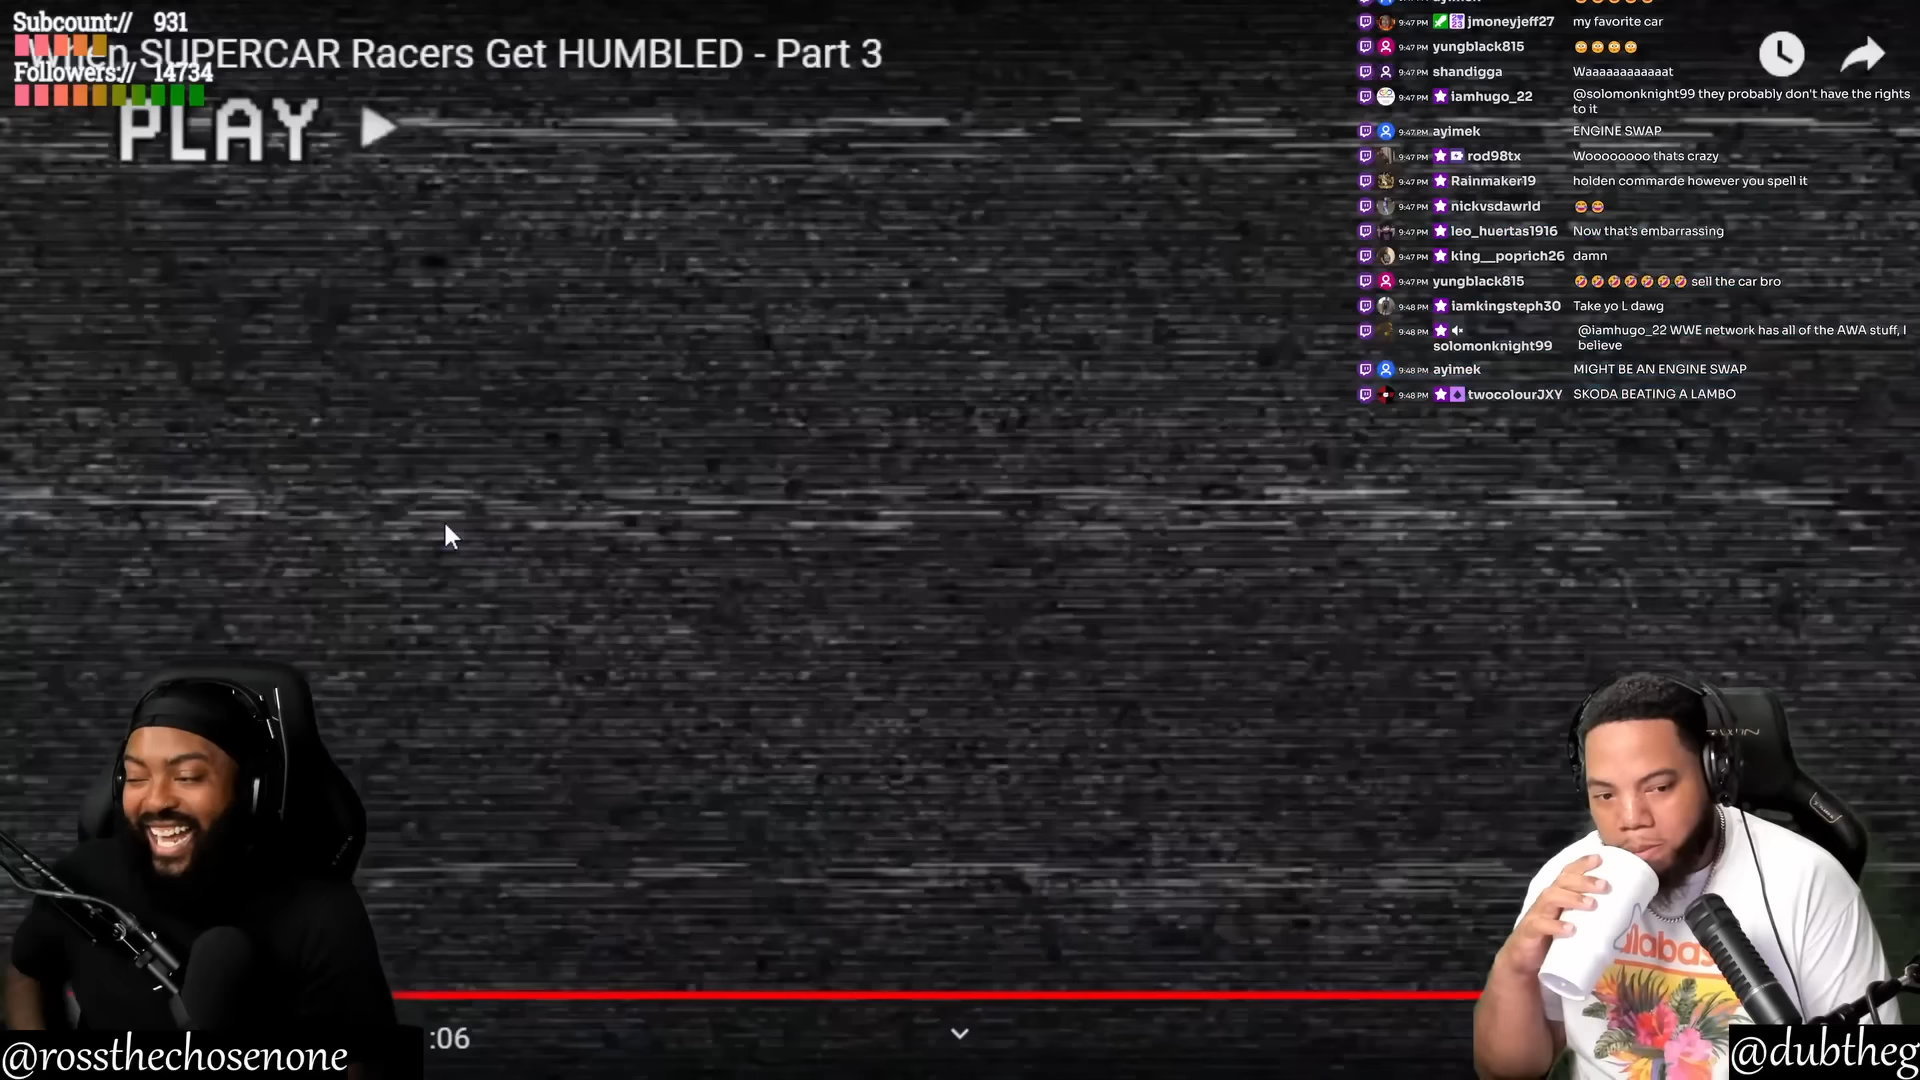 Subcount:// 931
When SUPERCAR Racers Get HUMBLED - Part 3
Followers:// 14734
PLAY
9:47 PM jmoneyjeff27 my favorite car
9:47 PM yungblack815
9:47 PM shandigga Waaaaaaaaaaat
9:47 PM iamhugo_22 @solomonknight99 they probably don't have the rights
to it
9:47 PM ayimek ENGINE SWAP
9:47 PM rod98tx Woooooooo thats crazy
9:47 PM Rainmaker19 holden commarde however you spell it
9:47 PM nickvsdawrld
9:47 PM leo_huertas1916 Now that's embarrassing
9:47 PM king__poprich26 damn
9:47 PM yungblack815 sell the car bro
9:48 PM iamkingsteph30 Take yo L dawg
9:48 PM solomonknight99 @iamhugo_22 WWE network has all of the AWA stuff, I
believe
9:48 PM ayimek MIGHT BE AN ENGINE SWAP
9:48 PM twocolourJXY SKODA BEATING A LAMBO
:06
@rossthechosenone
@dubtheg